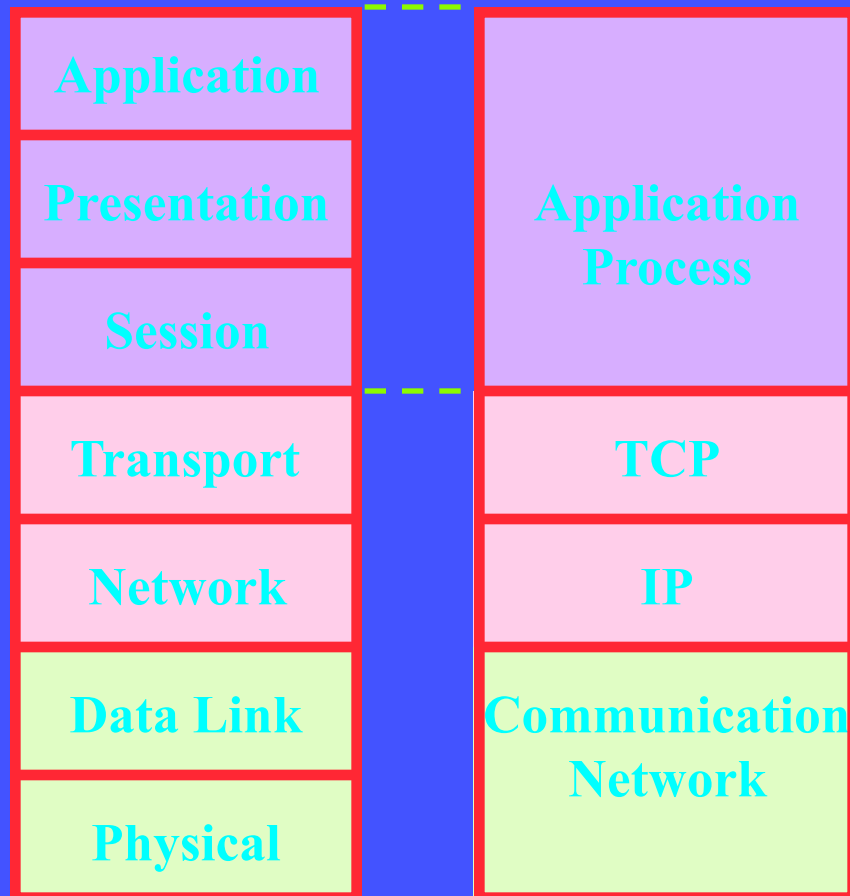 Application
Presentation
Session
Transport
Network
Data Link
Physical
Application
Process
TCP
IP
Communication
Network